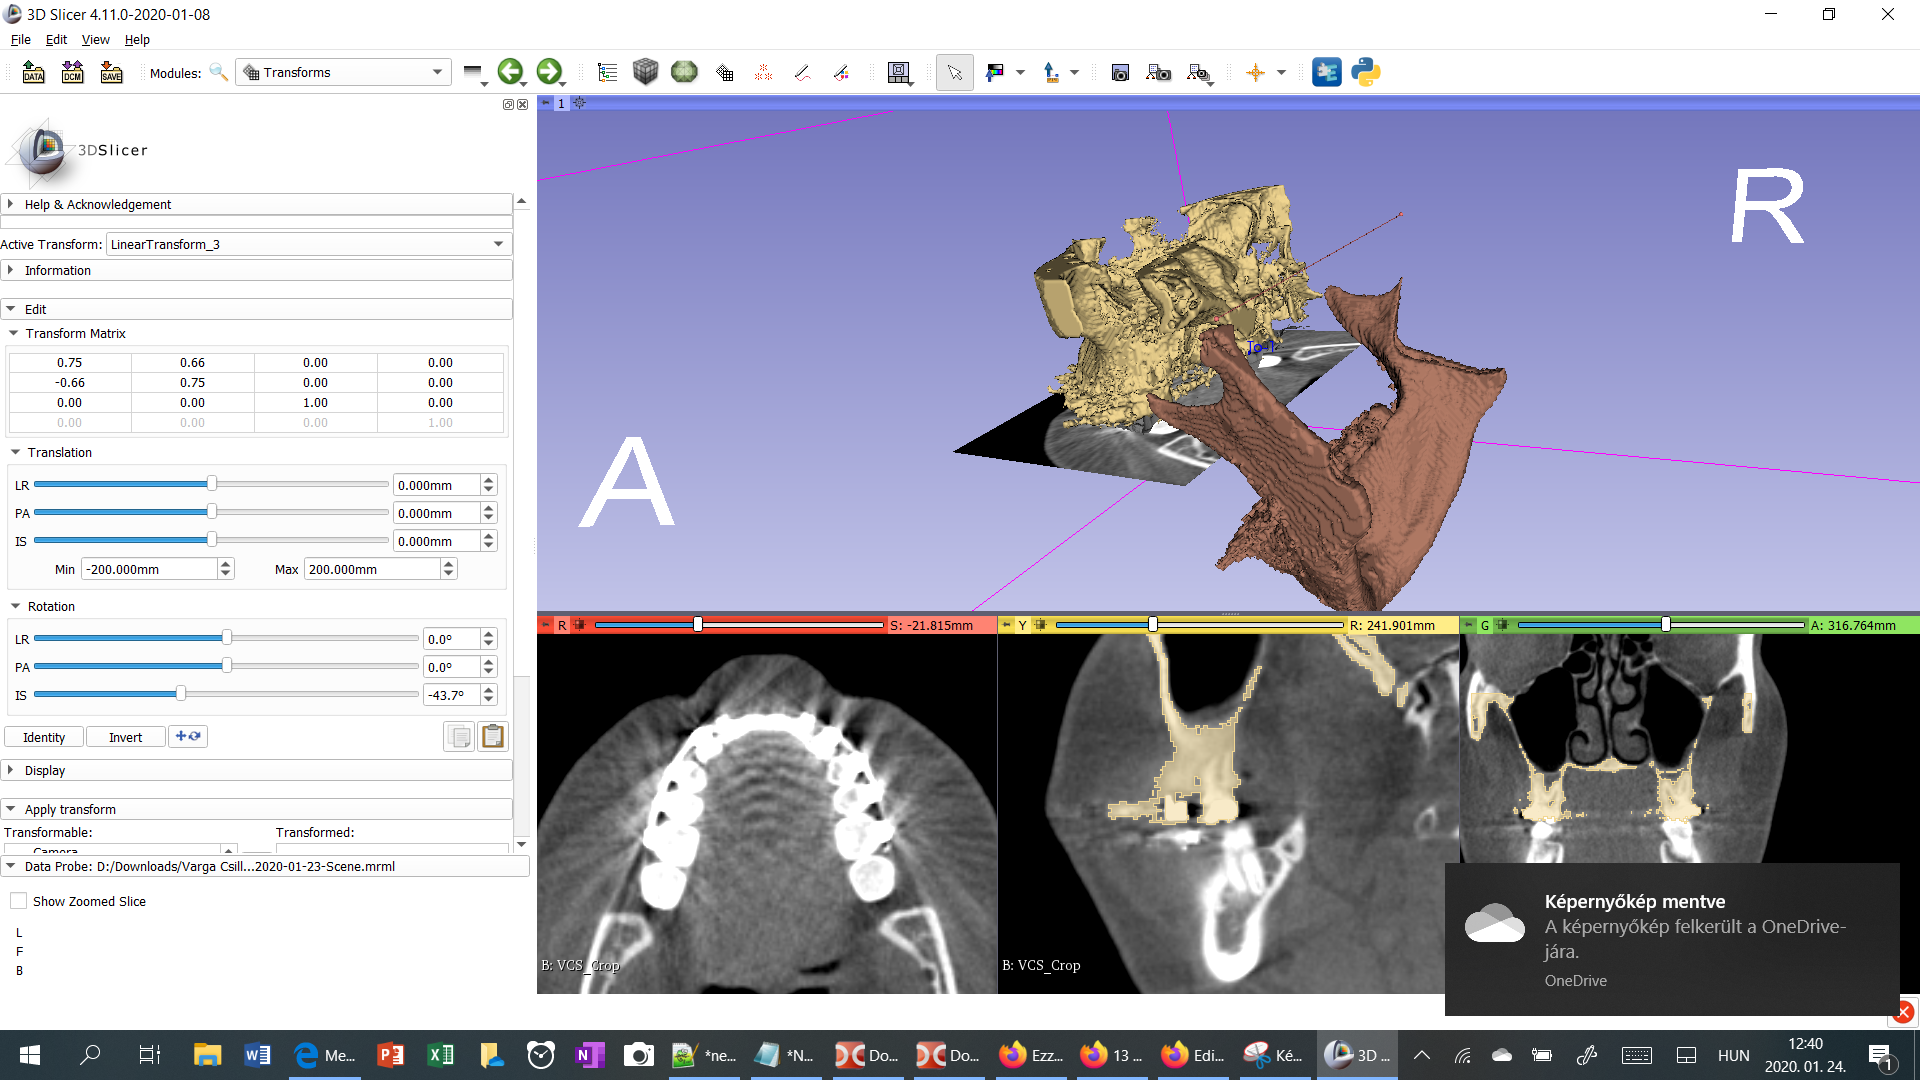 3D Slicer 4.11.0-2020-01-08
File Edit View Help
DATA DCM SAVE Modules: Transforms
1
3DSlicer
Help & Acknowledgement
Active Transform: LinearTransform_3
Information
Edit
Transform Matrix
0.75 0.66 0.00 0.00
-0.66 0.75 0.00 0.00
0.00 0.00 1.00 0.00
0.00 0.00 0.00 1.00
Translation
LR 0.000mm
PA 0.000mm
IS 0.000mm
Min -200.000mm Max 200.000mm
Rotation
LR 0.0°
PA 0.0°
IS -43.7°
Identity Invert
Display
Apply transform
Transformable: Transformed:
Camera
Data Probe: D:/Downloads/Varga Csill...2020-01-23-Scene.mrml
Show Zoomed Slice
L
F
B
R
A
R S: -21.815mm
Y R: 241.901mm
G A: 316.764mm
B: VCS_Crop
B: VCS_Crop
Képernyőkép mentve
A képernyőkép felkerült a OneDrive-
jára.
OneDrive
Me... *ne... *N... Do... Do... Ezz... 13 ... Edi... Ké... 3D ... HUN
12:40
2020. 01. 24.
1